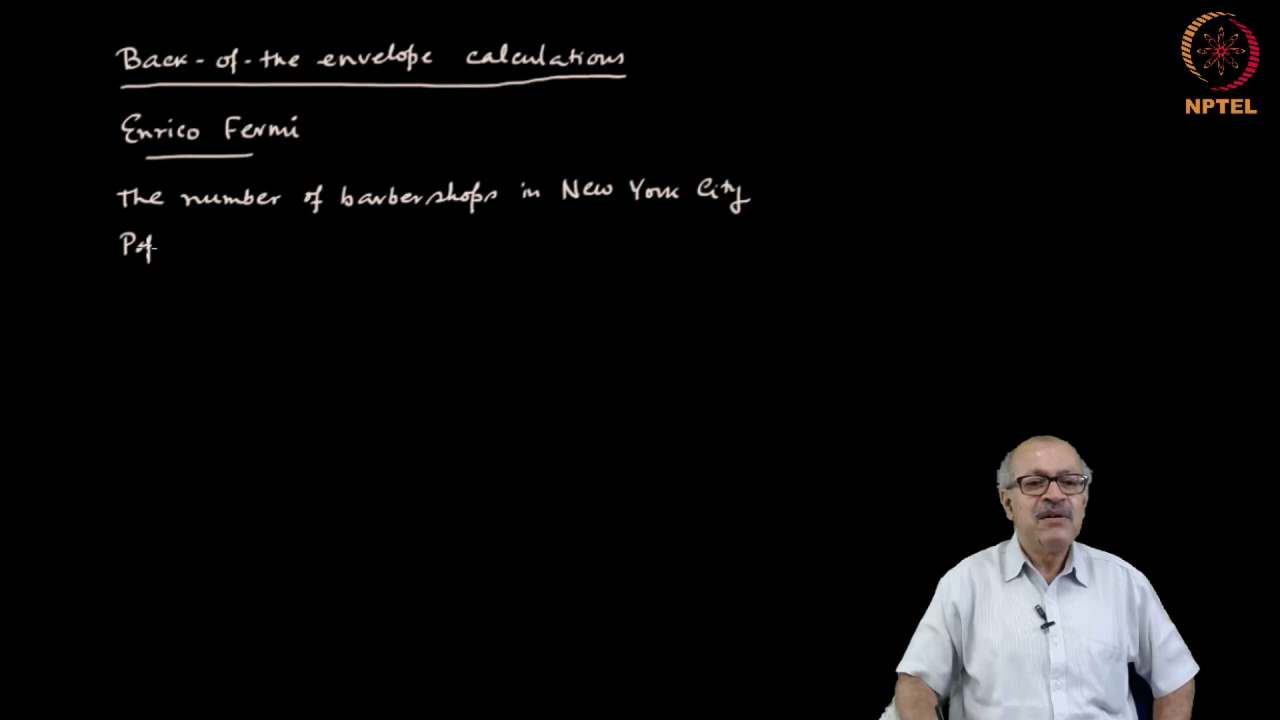 Back-of-the envelope calculations
NPTEL
Enrico Fermi
The number of barbershops in New York City